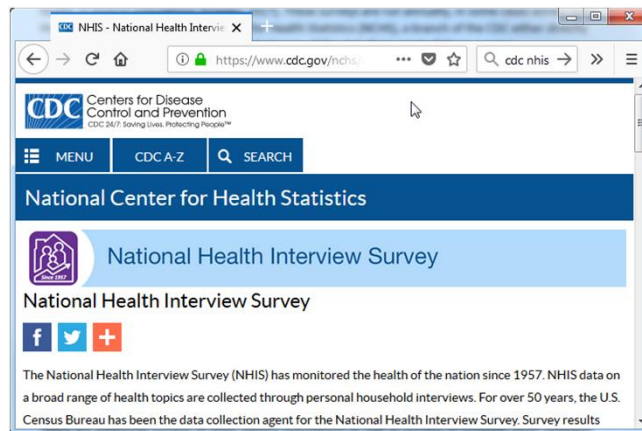 NHIS - National Health Intervie
https://www.cdc.gov/nchs/
cdc nhis
CDC
Centers for Disease
Control and Prevention
CDC 24/7: Saving Lives. Protecting People™
MENU
CDC A-Z
SEARCH
National Center for Health Statistics
Since 1957
National Health Interview Survey
National Health Interview Survey
The National Health Interview Survey (NHIS) has monitored the health of the nation since 1957. NHIS data on
a broad range of health topics are collected through personal household interviews. For over 50 years, the U.S.
Census Bureau has been the data collection agent for the National Health Interview Survey. Survey results